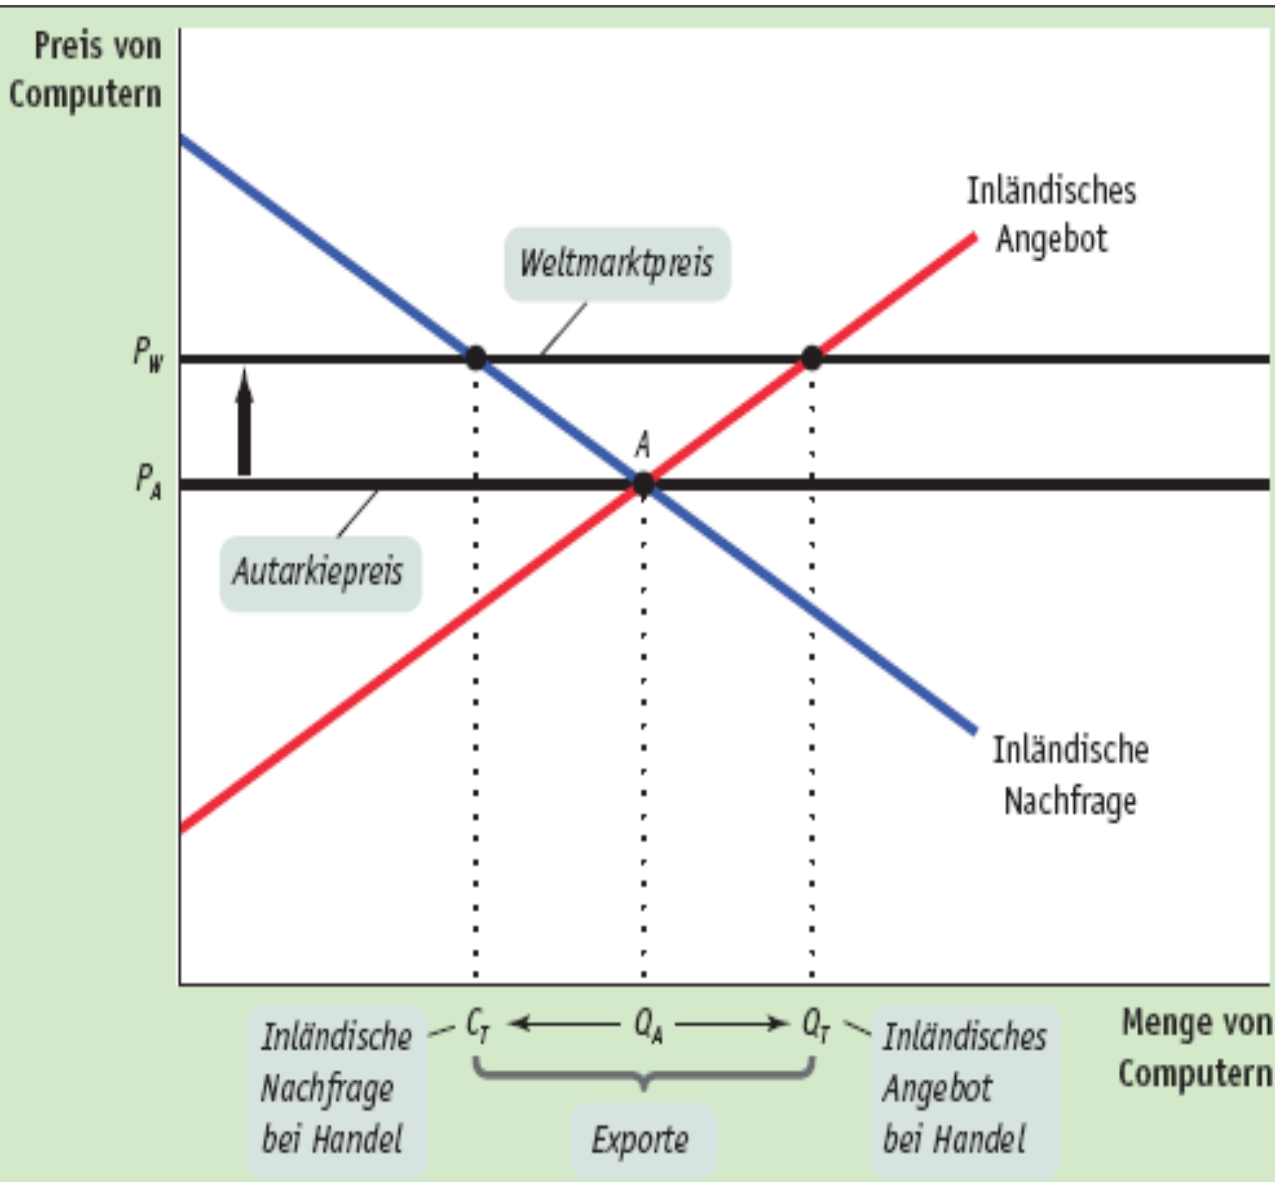 Preis von
Computern
Inländisches
Angebot
Weltmarktpreis
P_W
A
P_A
Autarkiepreis
Inländische
Nachfrage
C_T
Q_A
Q_T
Menge von
Computern
Inländische
Nachfrage
bei Handel
Exporte
Inländisches
Angebot
bei Handel